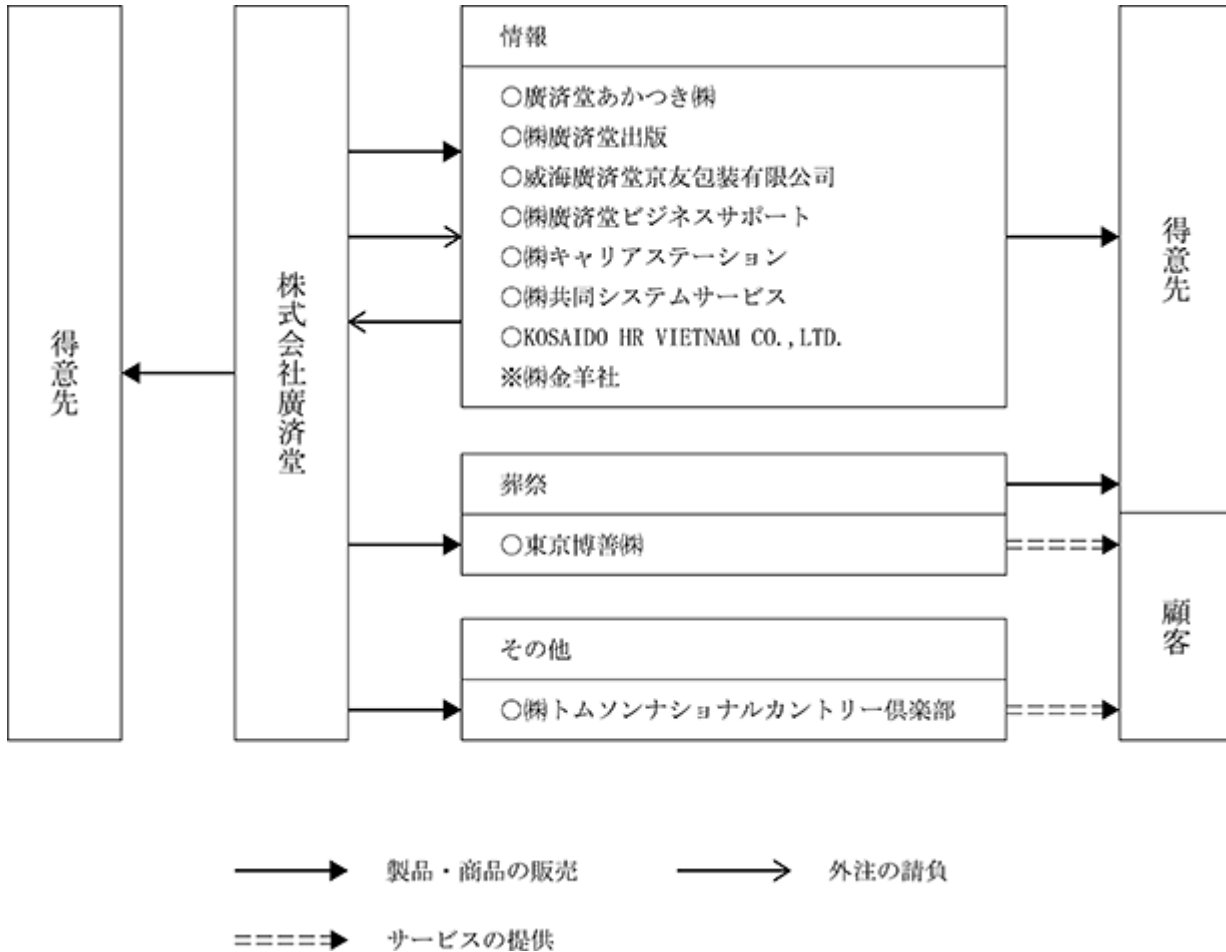 得意先
株式会社廣済堂
情報
○廣済堂あかつき㈱
○㈱廣済堂出版
○威海廣済堂京友包装有限公司
○㈱廣済堂ビジネスサポート
○㈱キャリアステーション
○㈱共同システムサービス
○KOSAIDO HR VIETNAM CO.,LTD.
※㈱金羊社
葬祭
○東京博善㈱
その他
○㈱トムソンナショナルカントリー倶楽部
得意先
顧客
製品・商品の販売
外注の請負
サービスの提供